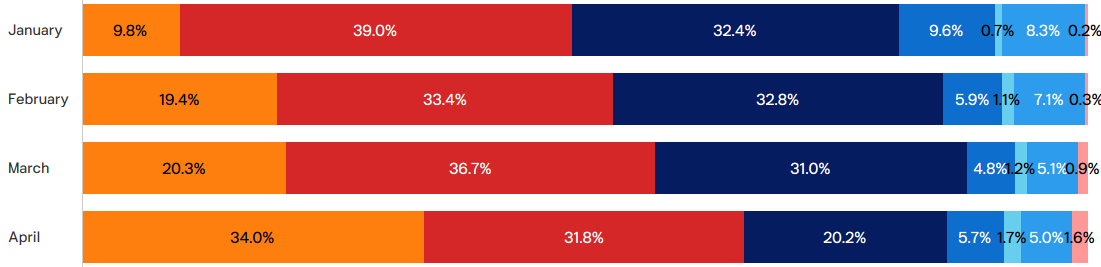 January 9.8% 39.0% 32.4% 9.6% 0.7% 8.3% 0.2%
February 19.4% 33.4% 32.8% 5.9% 1.1% 7.1% 0.3%
March 20.3% 36.7% 31.0% 4.8% 1.2% 5.1% 0.9%
April 34.0% 31.8% 20.2% 5.7% 1.7% 5.0% 1.6%